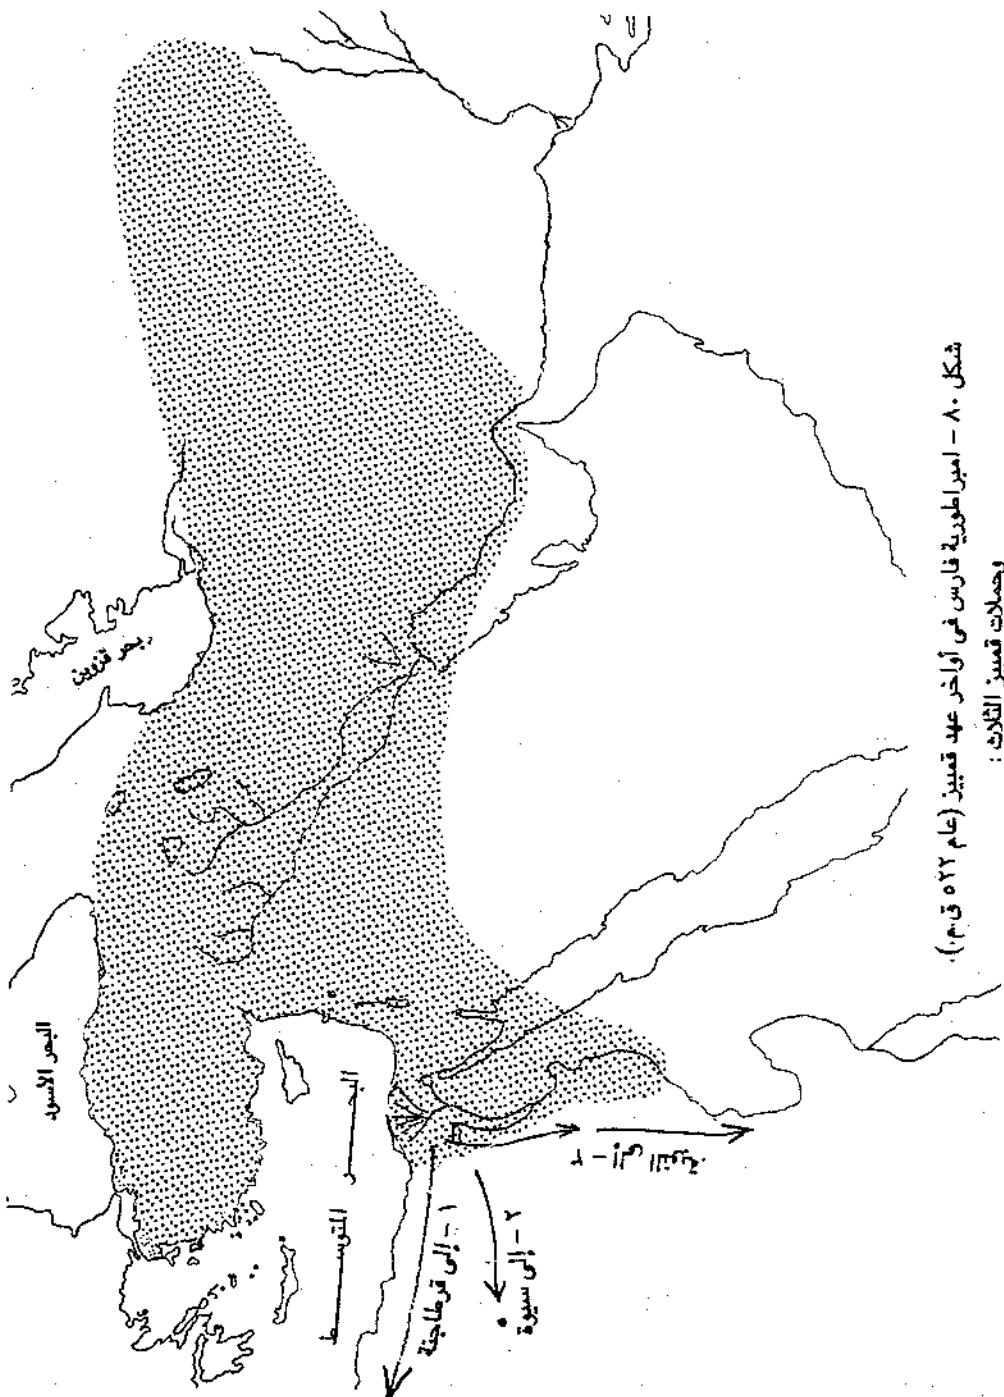 البحر الأسود
بحر قزوين
البحر
المتوسط
١ - إلى قرطاجنة
٢ - إلى سيوة
٣ - إلى النوبة
شكل ٨٠ - امبراطورية فارس فى أواخر عهد قمبيز (عام ٥٢٢ ق.م.)
وحملات قمبيز الثلاث :